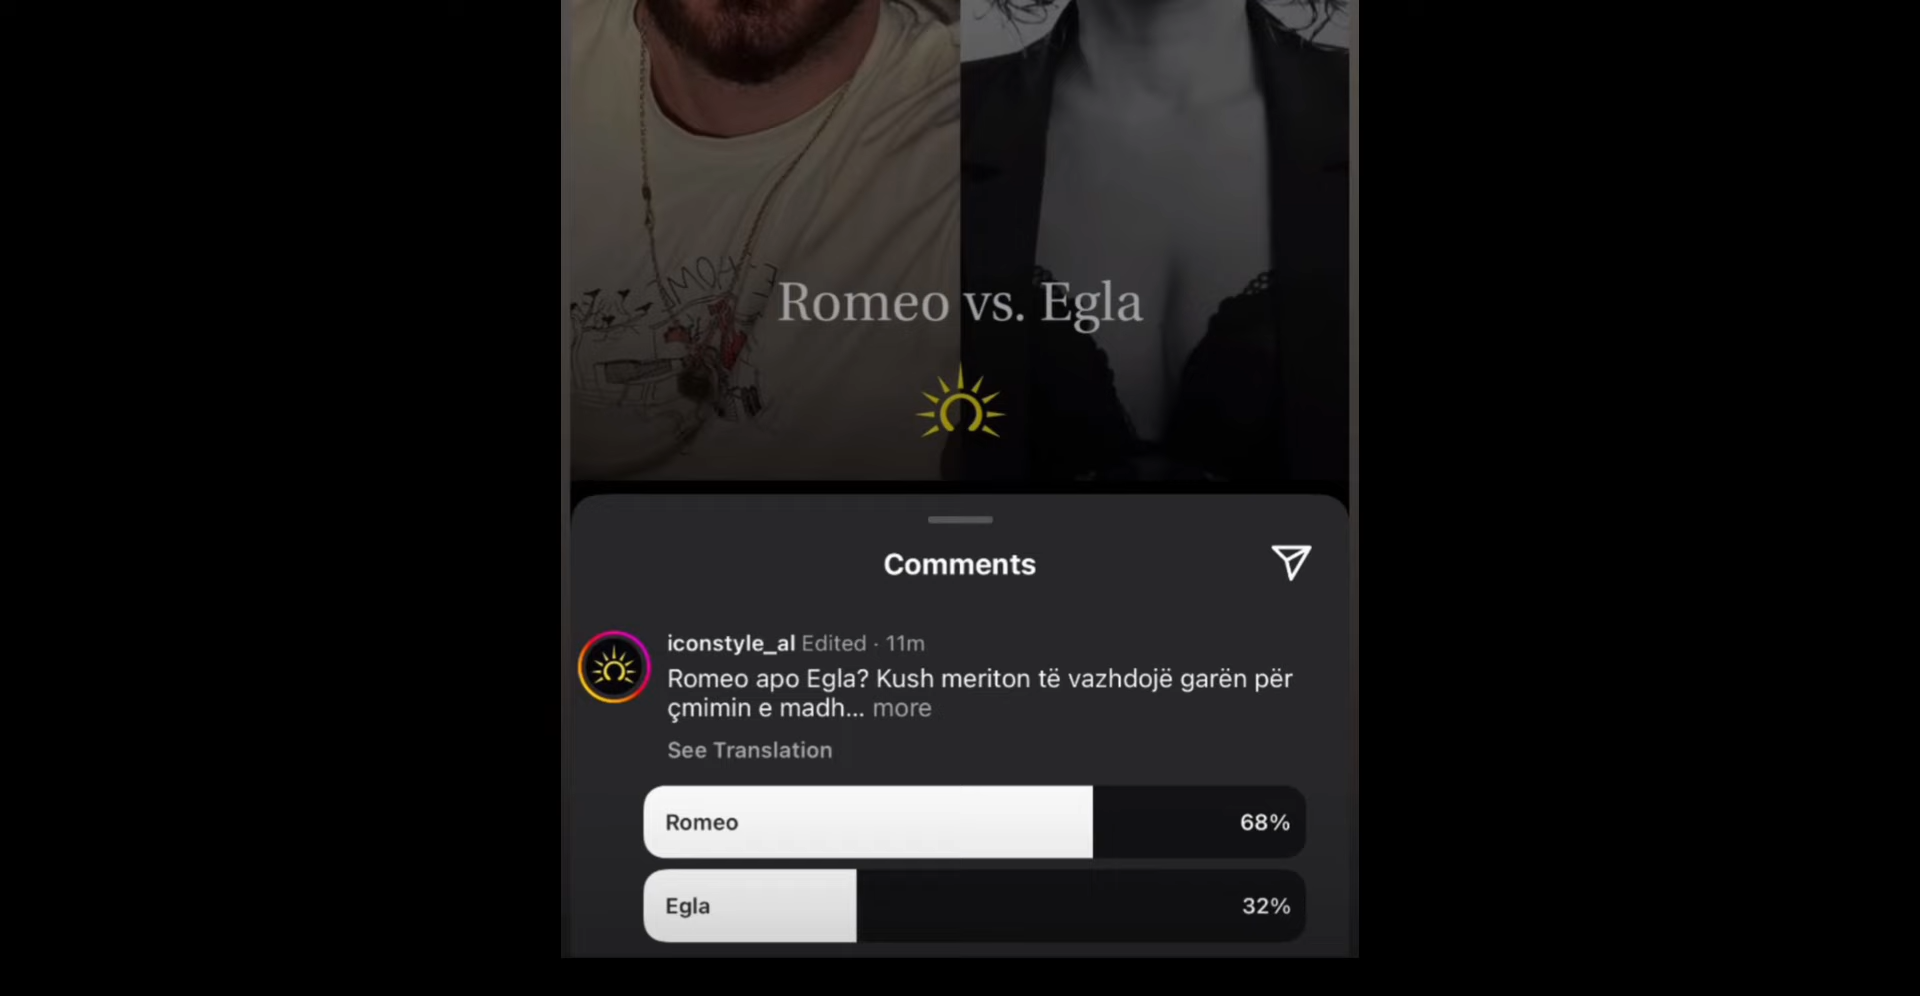 Romeo vs. Egla
Comments
iconstyle_al Edited · 11m
Romeo apo Egla? Kush meriton të vazhdojë garën për
çmimin e madh... more
See Translation
Romeo 68%
Egla 32%